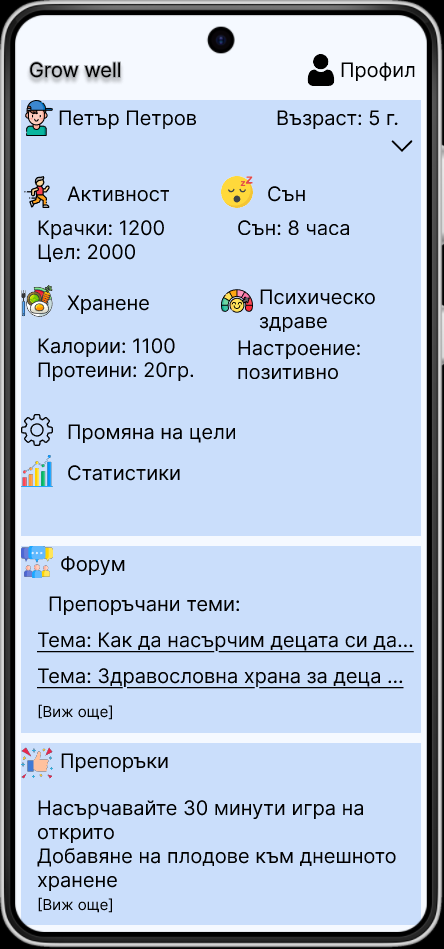 Grow well
Профил
Петър Петров
Възраст: 5 г.
Активност
Крачки: 1200
Цел: 2000
Сън
Сън: 8 часа
Хранене
Калории: 1100
Протеини: 20гр.
Психическо
здраве
Настроение:
позитивно
Промяна на цели
Статистики
Форум
Препоръчани теми:
Тема: Как да насърчим децата си да...
Тема: Здравословна храна за деца ...
[Виж още]
Препоръки
Насърчавайте 30 минути игра на
открито
Добавяне на плодове към днешното
хранене
[Виж още]